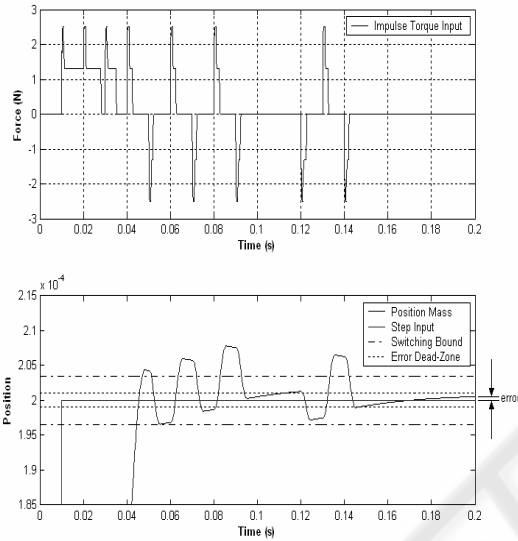 Impulse Torque Input
Force (N)
3
2
1
0
-1
-2
-3
0 0.02 0.04 0.06 0.08 0.1 0.12 0.14 0.16 0.18 0.2
Time (s)
x 10-4
2.15
2.1
2.05
2
1.95
1.9
1.85
Position
Position Mass
Step Input
Switching Bound
Error Dead-Zone
error
0 0.02 0.04 0.06 0.08 0.1 0.12 0.14 0.16 0.18 0.2
Time (s)